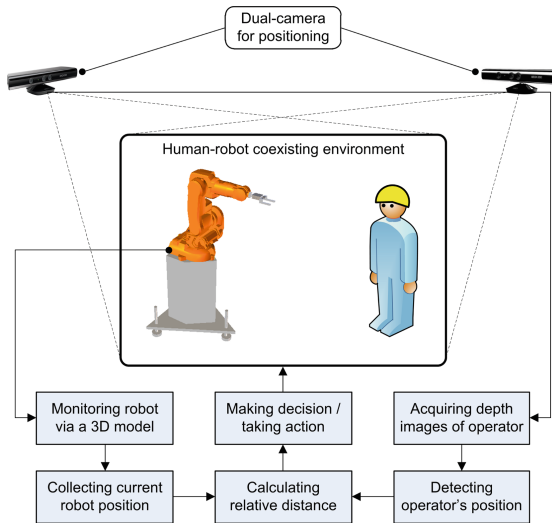 Dual-camera
for positioning
Human-robot coexisting environment
Monitoring robot
via a 3D model
Making decision /
taking action
Acquiring depth
images of operator
Collecting current
robot position
Calculating
relative distance
Detecting
operator's position